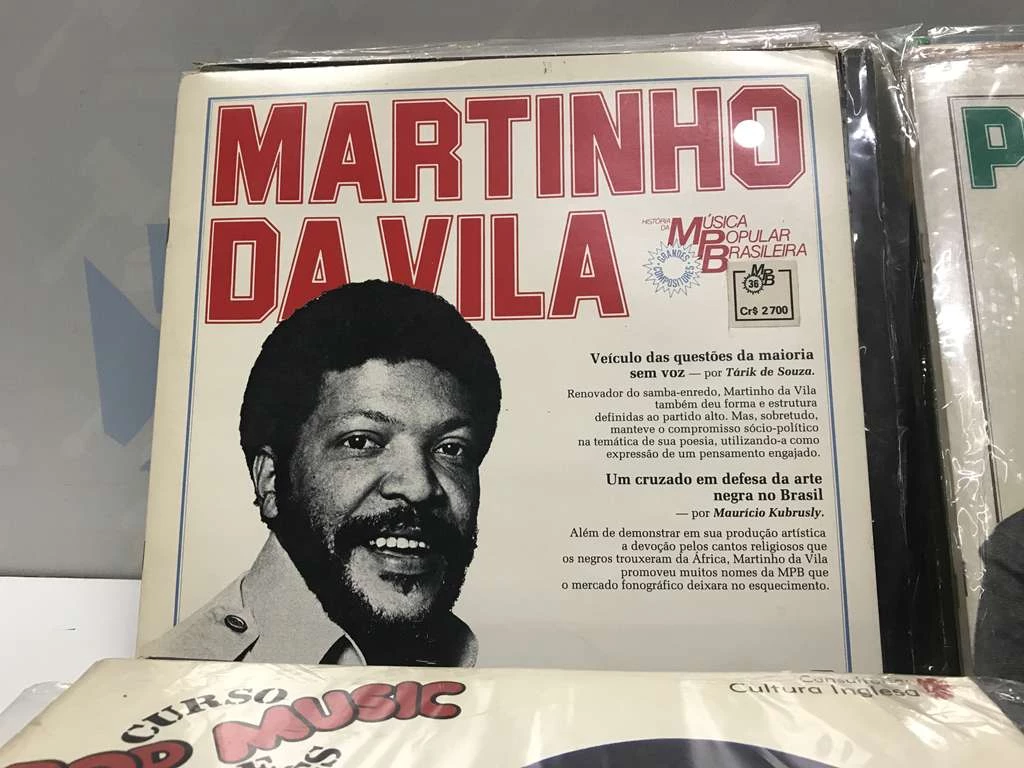 MARTINHO
DA VILA
HISTÓRIA
DA
MÚSICA
POPULAR
BRASILEIRA
GRANDES
COMPOSITORES
MPB
36
Cr$ 2700
Veículo das questões da maioria
sem voz — por Tárik de Souza.
Renovador do samba-enredo, Martinho da Vila
também deu forma e estrutura
definidas ao partido alto. Mas, sobretudo,
manteve o compromisso sócio-político
na temática de sua poesia, utilizando-a como
expressão de um pensamento engajado.
Um cruzado em defesa da arte
negra no Brasil
— por Maurício Kubrusly.
Além de demonstrar em sua produção artística
a devoção pelos cantos religiosos que
os negros trouxeram da África, Martinho da Vila
promoveu muitos nomes da MPB que
o mercado fonográfico deixara no esquecimento.
P
CURSO
MUSIC
Cultura Inglesa